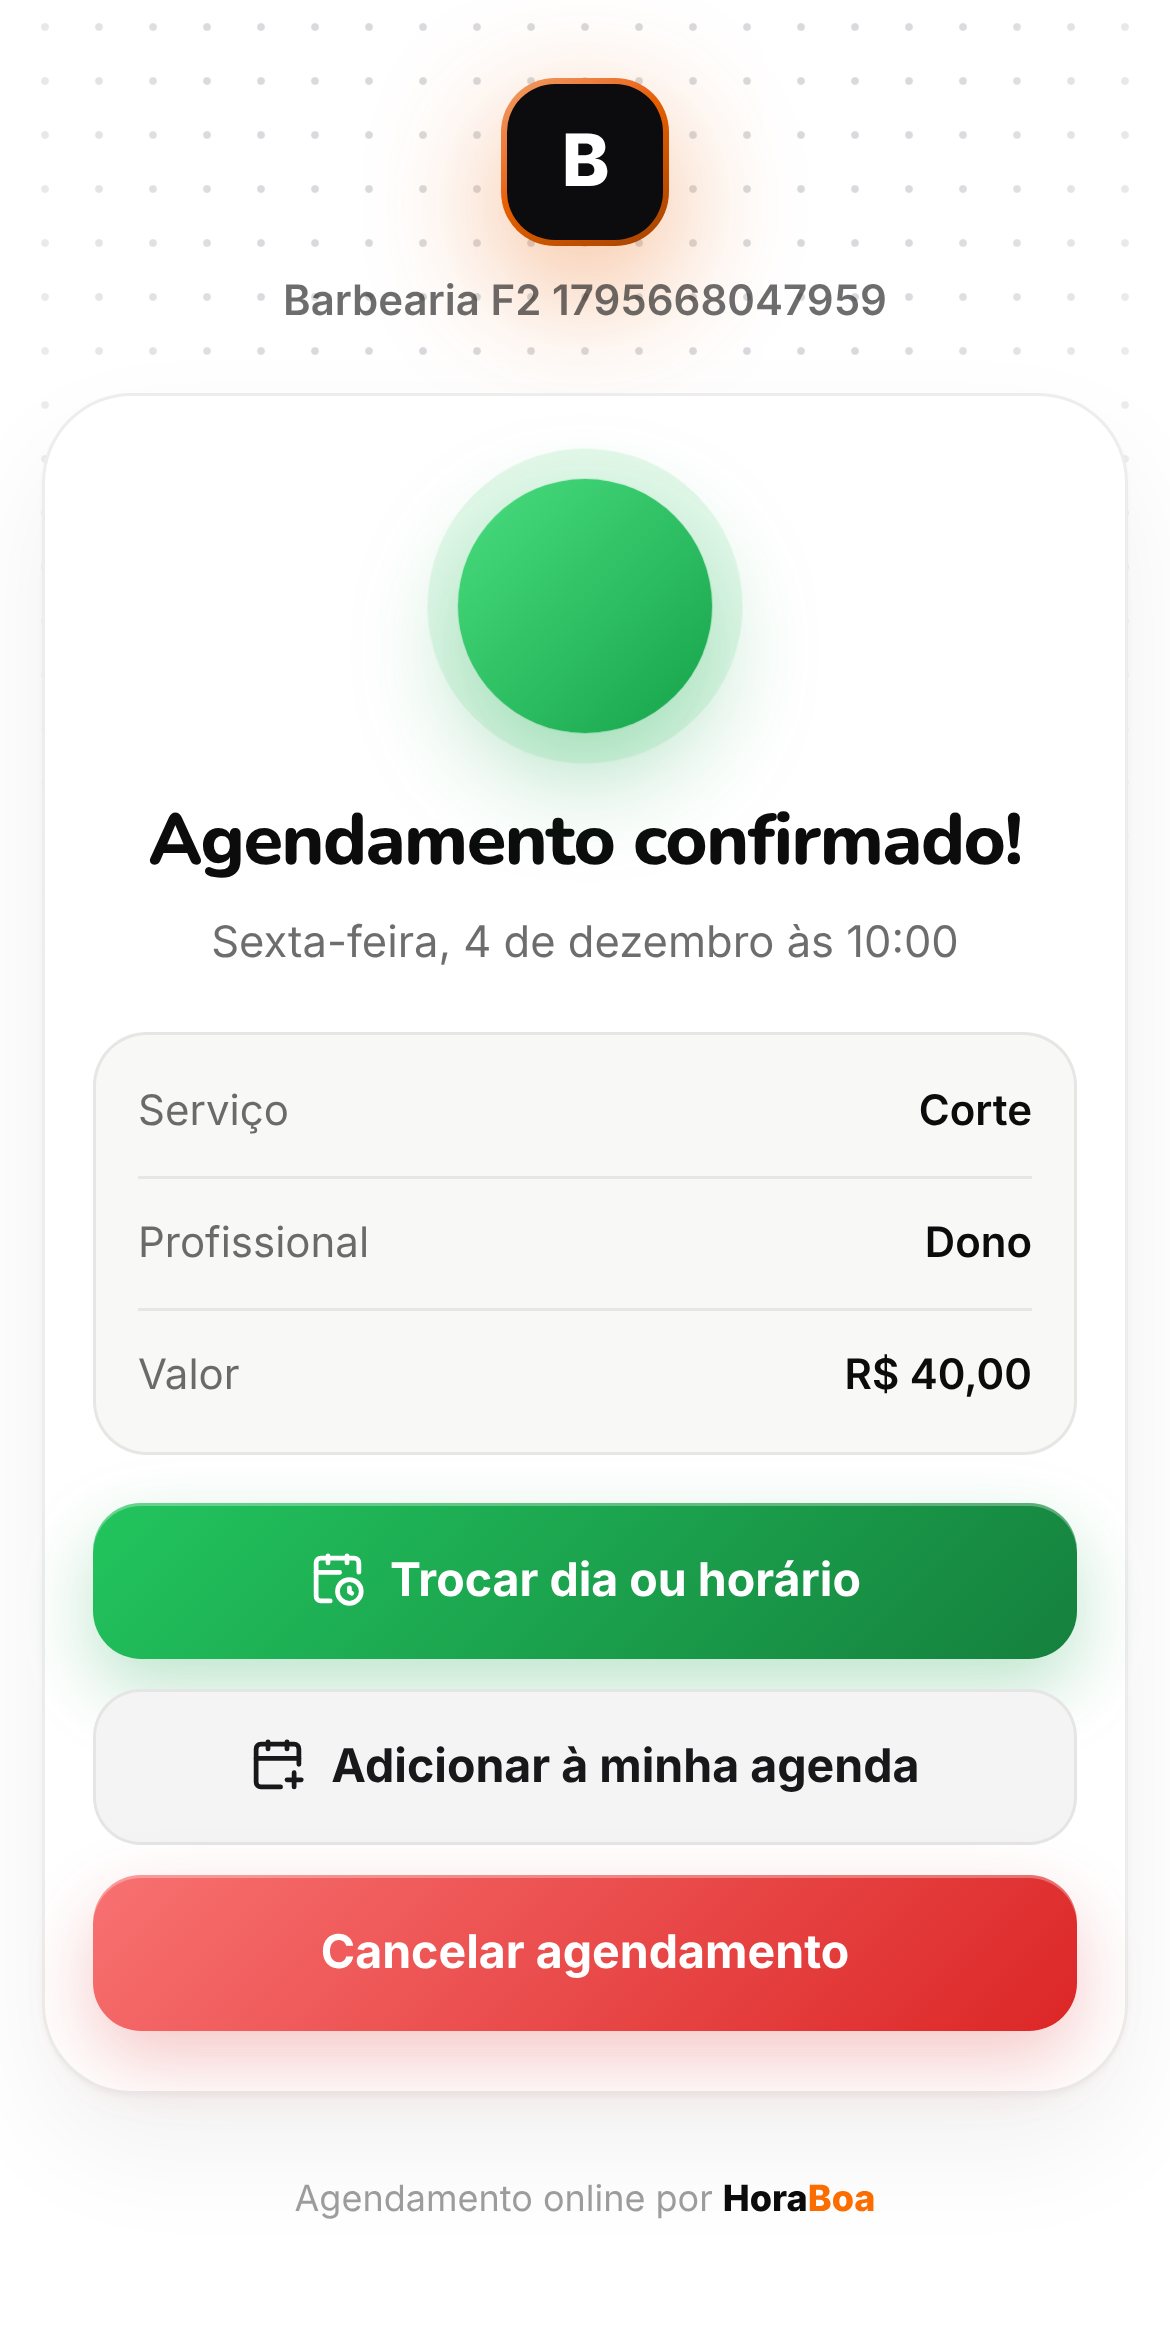 B
Barbearia F2 1795668047959
Agendamento confirmado!
Sexta-feira, 4 de dezembro às 10:00
Serviço Corte
Profissional Dono
Valor R$ 40,00
Trocar dia ou horário
Adicionar à minha agenda
Cancelar agendamento
Agendamento online por HoraBoa